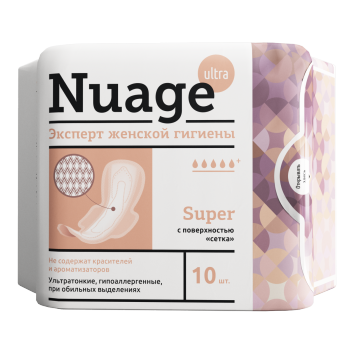 ultra
Nuage
Эксперт женской гигиены
Super
с поверхностью
«сетка»
Не содержат красителей
и ароматизаторов
10 шт.
Ультратонкие, гипоаллергенные,
при обильных выделениях
Открывать